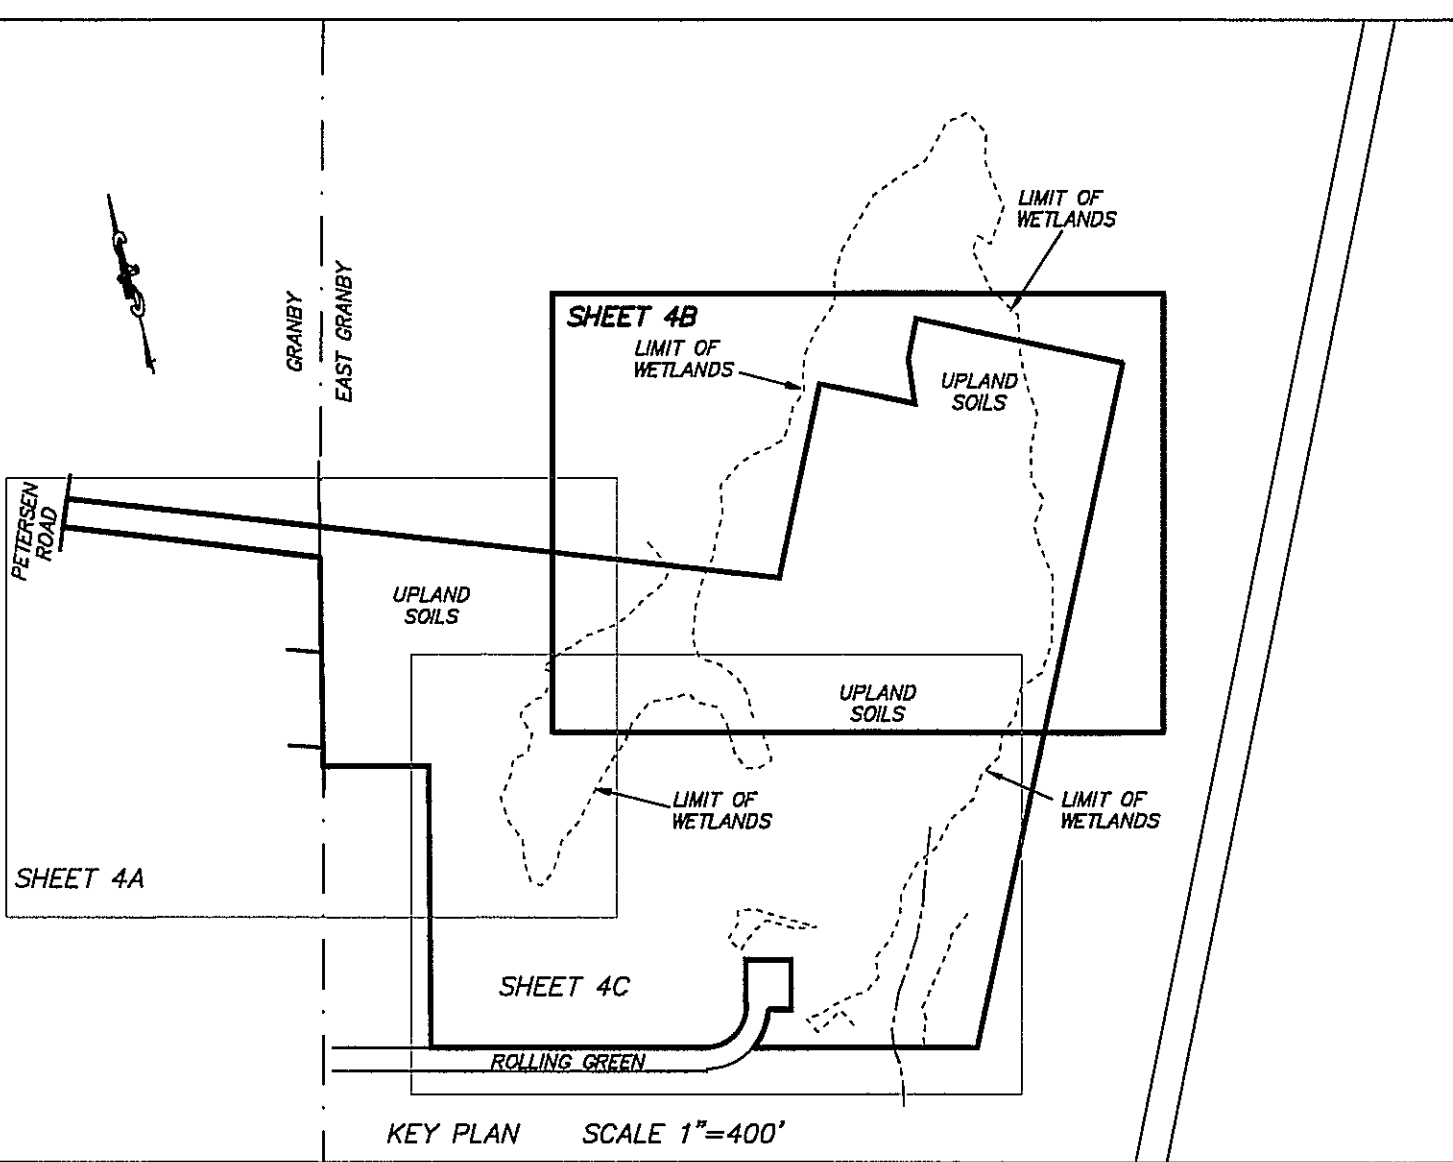 LIMIT OF
WETLANDS
GRANBY
EAST GRANBY
SHEET 4B
LIMIT OF
WETLANDS
UPLAND
SOILS
PETERSEN
ROAD
UPLAND
SOILS
UPLAND
SOILS
LIMIT OF
WETLANDS
LIMIT OF
WETLANDS
SHEET 4A
SHEET 4C
ROLLING GREEN
KEY PLAN SCALE 1"=400'